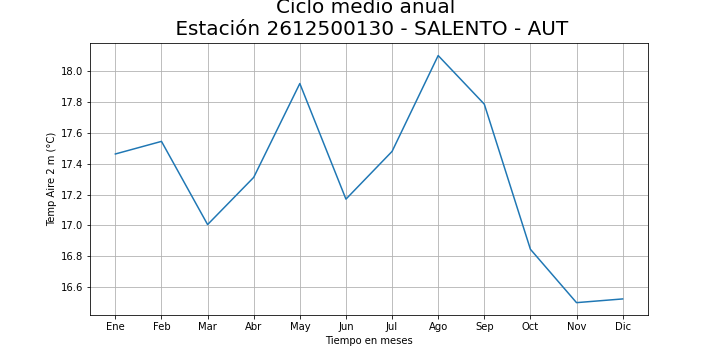 Ciclo medio anual
Estación 2612500130 - SALENTO - AUT
Temp Aire 2 m (°C)
18.0
17.8
17.6
17.4
17.2
17.0
16.8
16.6
Ene Feb Mar Abr May Jun Jul Ago Sep Oct Nov Dic
Tiempo en meses